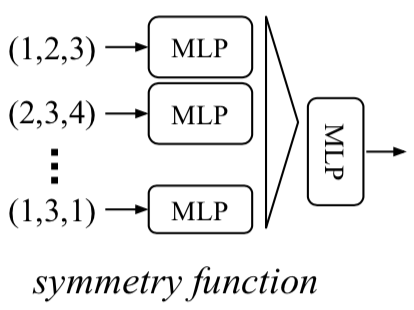 (1,2,3) MLP
(2,3,4) MLP
(1,3,1) MLP
MLP
symmetry function